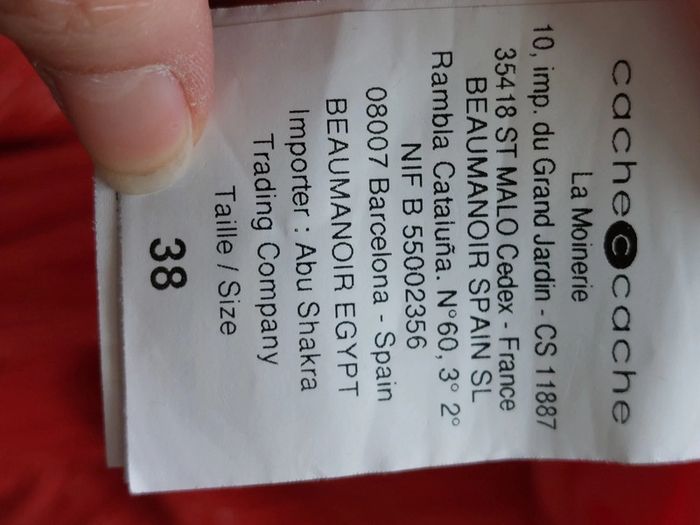 cache c cache
La Moinerie
10, imp. du Grand Jardin - CS 11887
35418 ST MALO Cedex - France
BEAUMANOIR SPAIN SL
Rambla Cataluña. N°60, 3° 2°
NIF B 55002356
08007 Barcelona - Spain
BEAUMANOIR EGYPT
Importer : Abu Shakra
Trading Company
Taille / Size
38